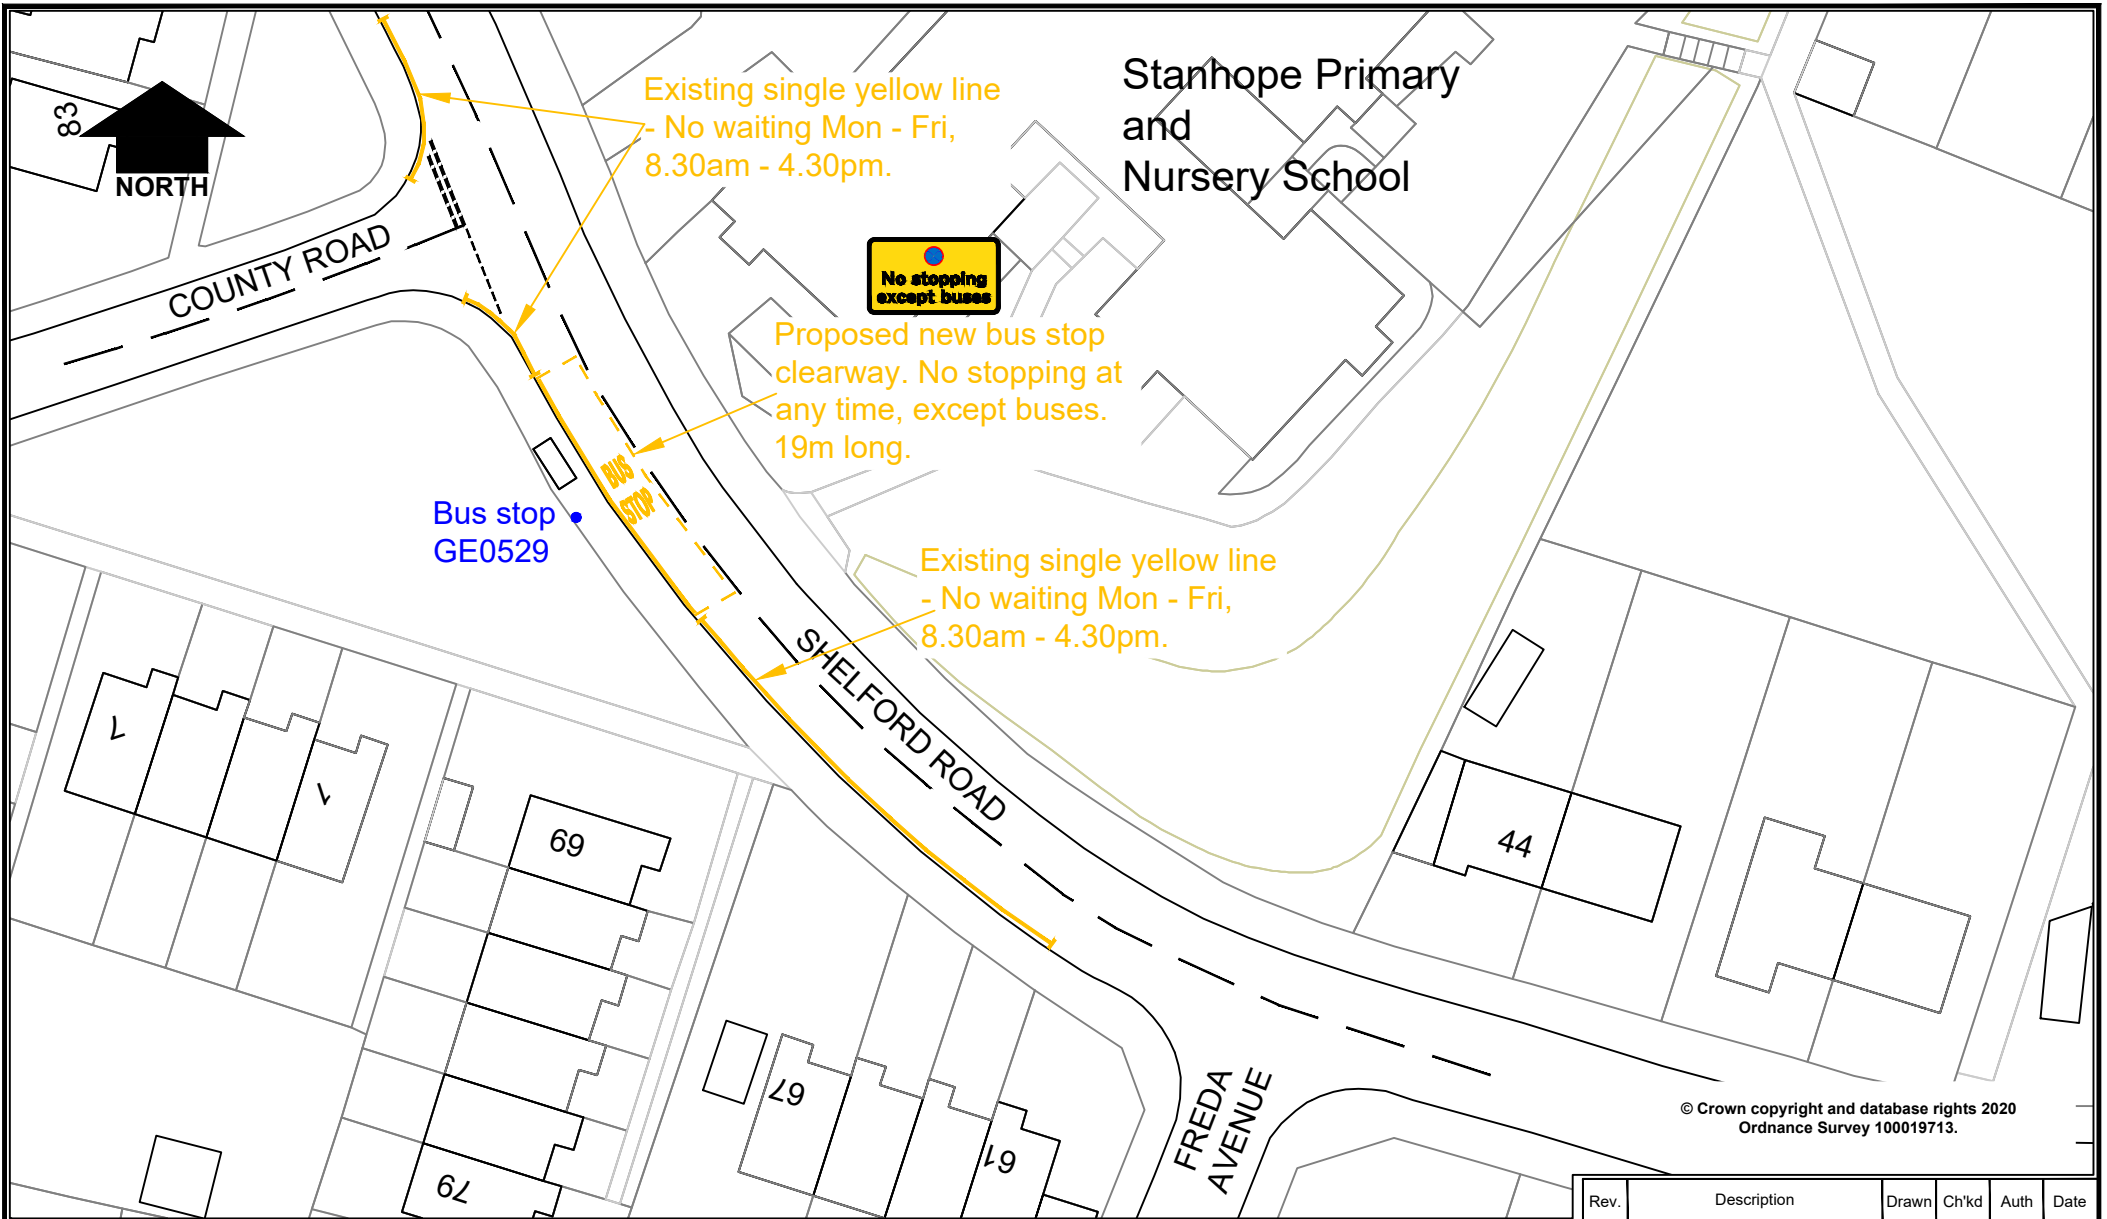 Stanhope Primary
and
Nursery School
Existing single yellow line
- No waiting Mon - Fri,
8.30am - 4.30pm.
83
NORTH
COUNTY ROAD
No stopping
except buses
Proposed new bus stop
clearway. No stopping at
any time, except buses.
19m long.
BUS
STOP
Bus stop
GE0529
Existing single yellow line
- No waiting Mon - Fri,
8.30am - 4.30pm.
SHELFORD ROAD
7
1
69
44
67
61
79
FREDA
AVENUE
© Crown copyright and database rights 2020
Ordnance Survey 100019713.
Rev. Description Drawn Ch'kd Auth Date